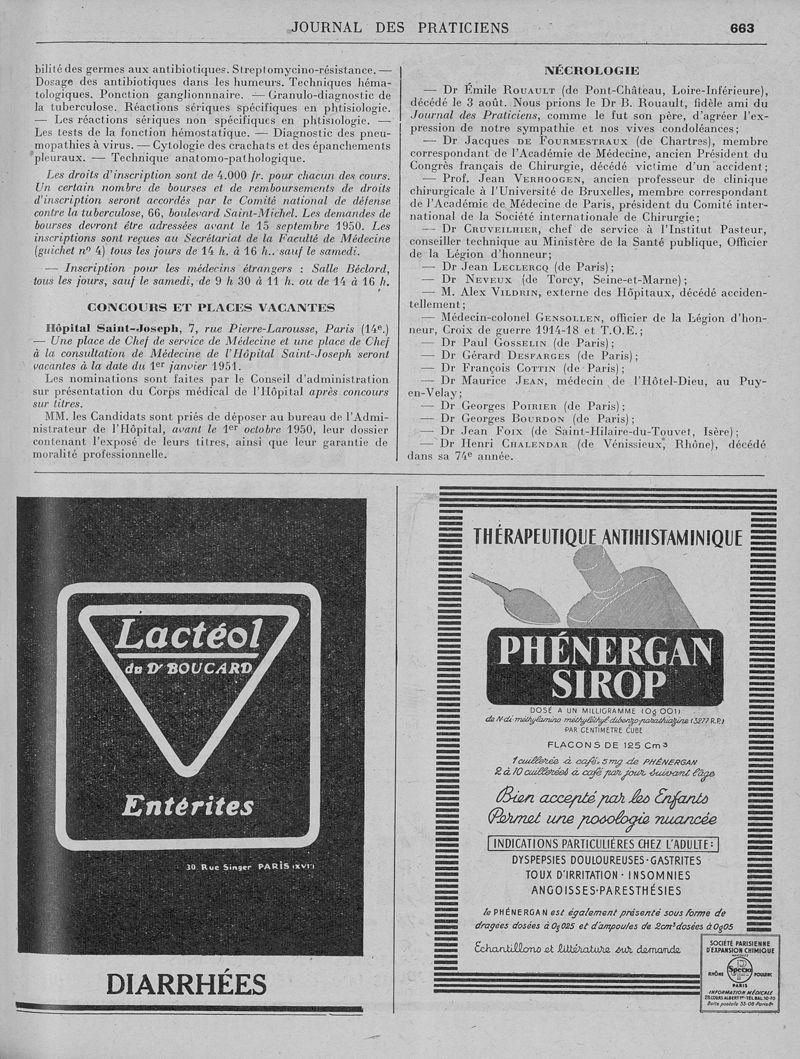 JOURNAL DES PRATICIENS
663
bilité des germes aux antibiotiques. Streptomycino-résistance. —
Dosage des antibiotiques dans les humeurs. Techniques héma-
tologiques. Ponction ganglionnnaire. — Granulo-diagnostic de
la tuberculose. Réactions sériques spécifiques en phtisiologie.
— Les réactions sériques non spécifiques en phtisiologie. —
Les tests de la fonction hémostatique. — Diagnostic des pneu-
mopathies à virus. — Cytologie des crachats et des épanchements
pleuraux. — Technique anatomo-pathologique.
Les droits d'inscription sont de 4.000 fr. pour chacun des cours.
Un certain nombre de bourses et de remboursements de droits
d'inscription seront accordés par le Comité national de défense
contre la tuberculose, 66, boulevard Saint-Michel. Les demandes de
bourses devront être adressées avant le 15 septembre 1950. Les
inscriptions sont reçues au Secrétariat de la Faculté de Médecine
(guichet nº 4) tous les jours de 14 h. à 16 h.. sauf le samedi.
— Inscription pour les médecins étrangers : Salle Béclard,
tous les jours, sauf le samedi, de 9 h 30 à 11 h. ou de 14 à 16 h.
CONCOURS ET PLACES VACANTES
Hôpital Saint-Joseph, 7, rue Pierre-Larousse, Paris (14e.)
— Une place de Chef de service de Médecine et une place de Chef
à la consultation de Médecine de l'Hôpital Saint-Joseph seront
vacantes à la date du 1er janvier 1951.
Les nominations sont faites par le Conseil d'administration
sur présentation du Corps médical de l'Hôpital après concours
sur titres.
MM. les Candidats sont priés de déposer au bureau de l'Admi-
nistrateur de l'Hôpital, avant le 1er octobre 1950, leur dossier
contenant l'exposé de leurs titres, ainsi que leur garantie de
moralité professionnelle.
NÉCROLOGIE
— Dr Émile ROUAULT (de Pont-Château, Loire-Inférieure),
décédé le 3 août. Nous prions le Dr B. Rouault, fidèle ami du
Journal des Praticiens, comme le fut son père, d'agréer l'ex-
pression de notre sympathie et nos vives condoléances;
— Dr Jacques DE FOURMESTRAUX (de Chartres), membre
correspondant de l'Académie de Médecine, ancien Président du
Congrès français de Chirurgie, décédé victime d'un accident;
— Prof. Jean VERHOOGEN, ancien professeur de clinique
chirurgicale à l'Université de Bruxelles, membre correspondant
de l'Académie de Médecine de Paris, président du Comité inter-
national de la Société internationale de Chirurgie;
— Dr CRUVEILHIER, chef de service à l'Institut Pasteur,
conseiller technique au Ministère de la Santé publique, Officier
de la Légion d'honneur;
— Dr Jean LECLERCQ (de Paris);
— Dr NEVEUX (de Torcy, Seine-et-Marne);
— M. Alex VILDRIN, externe des Hôpitaux, décédé acciden-
tellement;
— Médecin-colonel GENSOLLEN, officier de la Légion d'hon-
neur, Croix de guerre 1914-18 et T.O.E.;
— Dr Paul GOSSELIN (de Paris);
— Dr Gérard DESFARGES (de Paris);
— Dr François COTTIN (de Paris);
— Dr Maurice JEAN, médecin de l'Hôtel-Dieu, au Puy-
en-Velay;
— Dr Georges POIRIER (de Paris);
— Dr Georges BOURDON (de Paris);
— Dr Jean FOIX (de Saint-Hilaire-du-Touvet, Isère);
— Dr Henri CHALENDAR (de Vénissieux, Rhône), décédé
dans sa 74e année.
Lactéol
du Dr BOUCARD
Entérites
30 Rue Singer PARIS (XVIe)
DIARRHÉES
THÉRAPEUTIQUE ANTIHISTAMINIQUE
PHÉNERGAN
SIROP
DOSÉ A UN MILLIGRAMME (0g 001)
de N-di-méthylamino
(3277 R.P.)
PAR CENTIMÈTRE CUBE
FLACONS DE 125 Cm3
1 cuillerée à café, 5 mg de PHÉNERGAN
2 à 10 cuillerées à café par jour suivant l'âge
Bien accepté par les Enfants
Permet une posologie nuancée
INDICATIONS PARTICULIÈRES CHEZ L'ADULTE:
DYSPEPSIES DOULOUREUSES - GASTRITES
TOUX D'IRRITATION - INSOMNIES
ANGOISSES - PARESTHÉSIES
le PHÉNERGAN est également présenté sous forme de
dragées dosées à 0g025 et d'ampoules de 2cm3 dosées à 0g05
Échantillons et littérature sur demande
SOCIÉTÉ PARISIENNE
D'EXPANSION CHIMIQUE
Specia
RHÔNE POULENC
PARIS
INFORMATION MÉDICALE